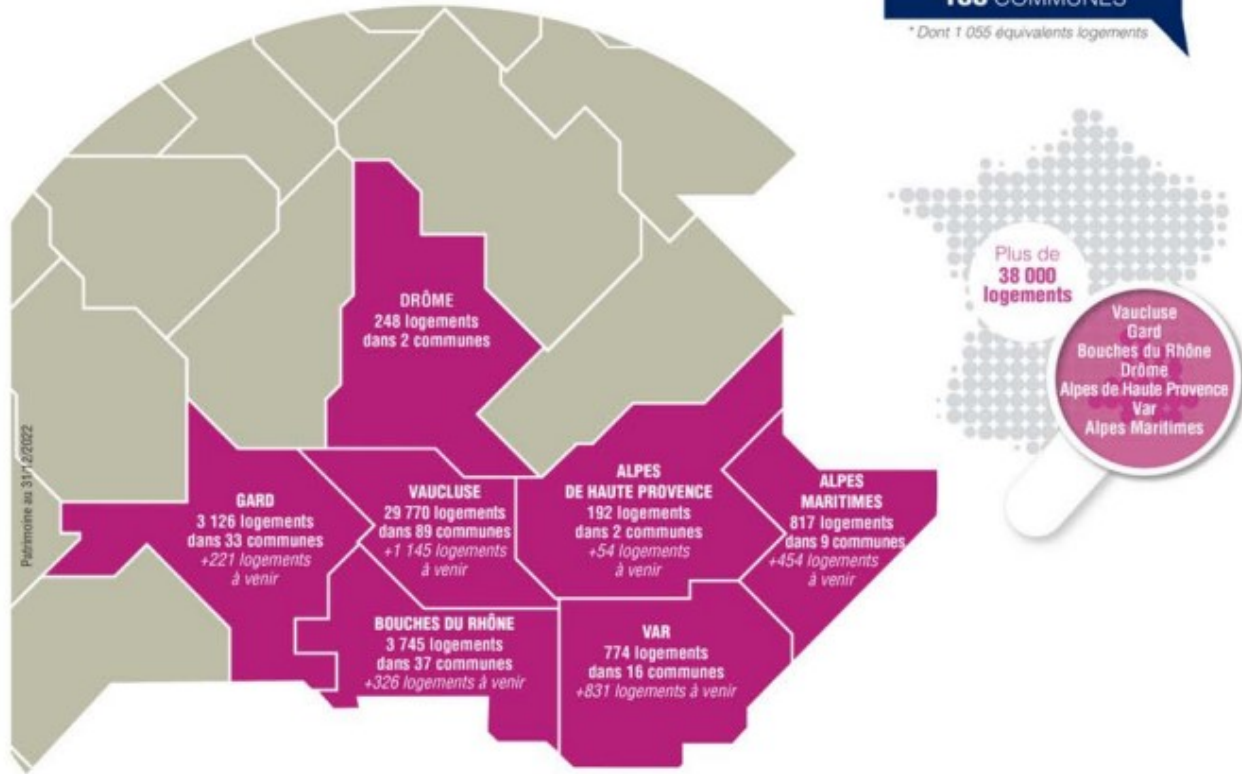 COMMUNES
* Dont 1 055 équivalents logements
Plus de
38 000
logements
Vaucluse
Gard
Bouches du Rhône
Drôme
Alpes de Haute Provence
Var
Alpes Maritimes
DRÔME
248 logements
dans 2 communes
GARD
3 126 logements
dans 33 communes
+221 logements
à venir
VAUCLUSE
29 770 logements
dans 89 communes
+1 145 logements
à venir
ALPES
DE HAUTE PROVENCE
192 logements
dans 2 communes
+54 logements
à venir
ALPES
MARITIMES
817 logements
dans 9 communes
+454 logements
à venir
BOUCHES DU RHÔNE
3 745 logements
dans 37 communes
+326 logements à venir
VAR
774 logements
dans 16 communes
+831 logements à venir
Patrimoine au 31/12/2022